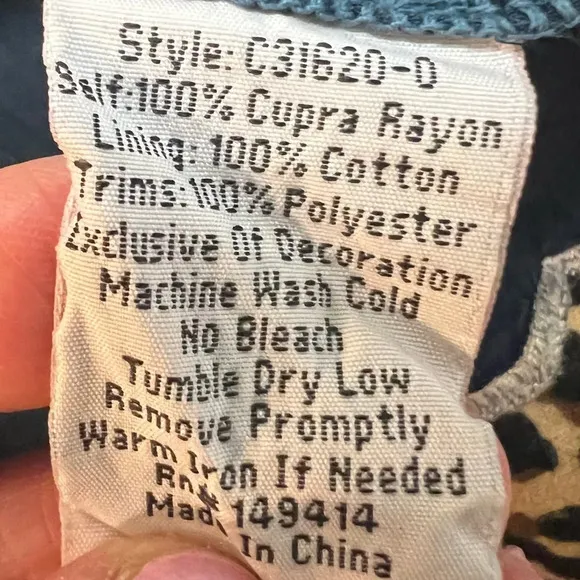 Style: C31620-0
Self:100% Cupra Rayon
Lining: 100% Cotton
Trims:100% Polyester
Exclusive Of Decoration
Machine Wash Cold
No Bleach
Tumble Dry Low
Remove Promptly
Warm Iron If Needed
Rn# 149414
Made In China